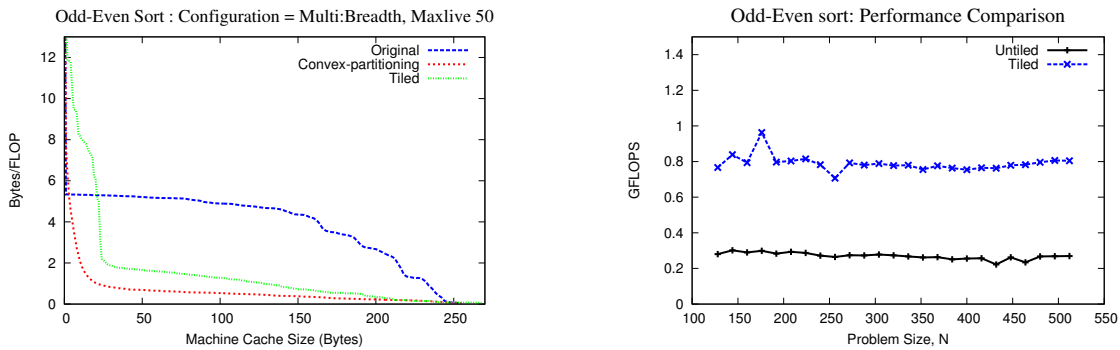 Odd-Even Sort : Configuration = Multi:Breadth, Maxlive 50
Original
Convex-partitioning
Tiled
Bytes/FLOP
12
10
8
6
4
2
0
0 50 100 150 200 250
Machine Cache Size (Bytes)
Odd-Even sort: Performance Comparison
Untiled
Tiled
GFLOPS
1.4
1.2
1
0.8
0.6
0.4
0.2
0
100 150 200 250 300 350 400 450 500 550
Problem Size, N